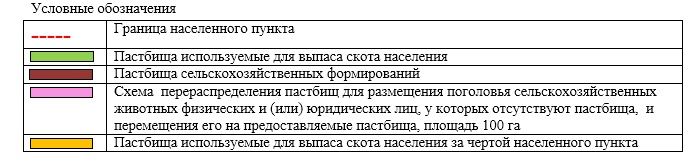 Условные обозначения
Граница населенного пункта
Пастбища используемые для выпаса скота населения
Пастбища сельскохозяйственных формирований
Схема перераспределения пастбищ для размещения поголовья сельскохозяйственных
животных физических и (или) юридических лиц, у которых отсутствуют пастбища, и
перемещения его на предоставляемые пастбища, площадь 100 га
Пастбища используемые для выпаса скота населения за чертой населенного пункта